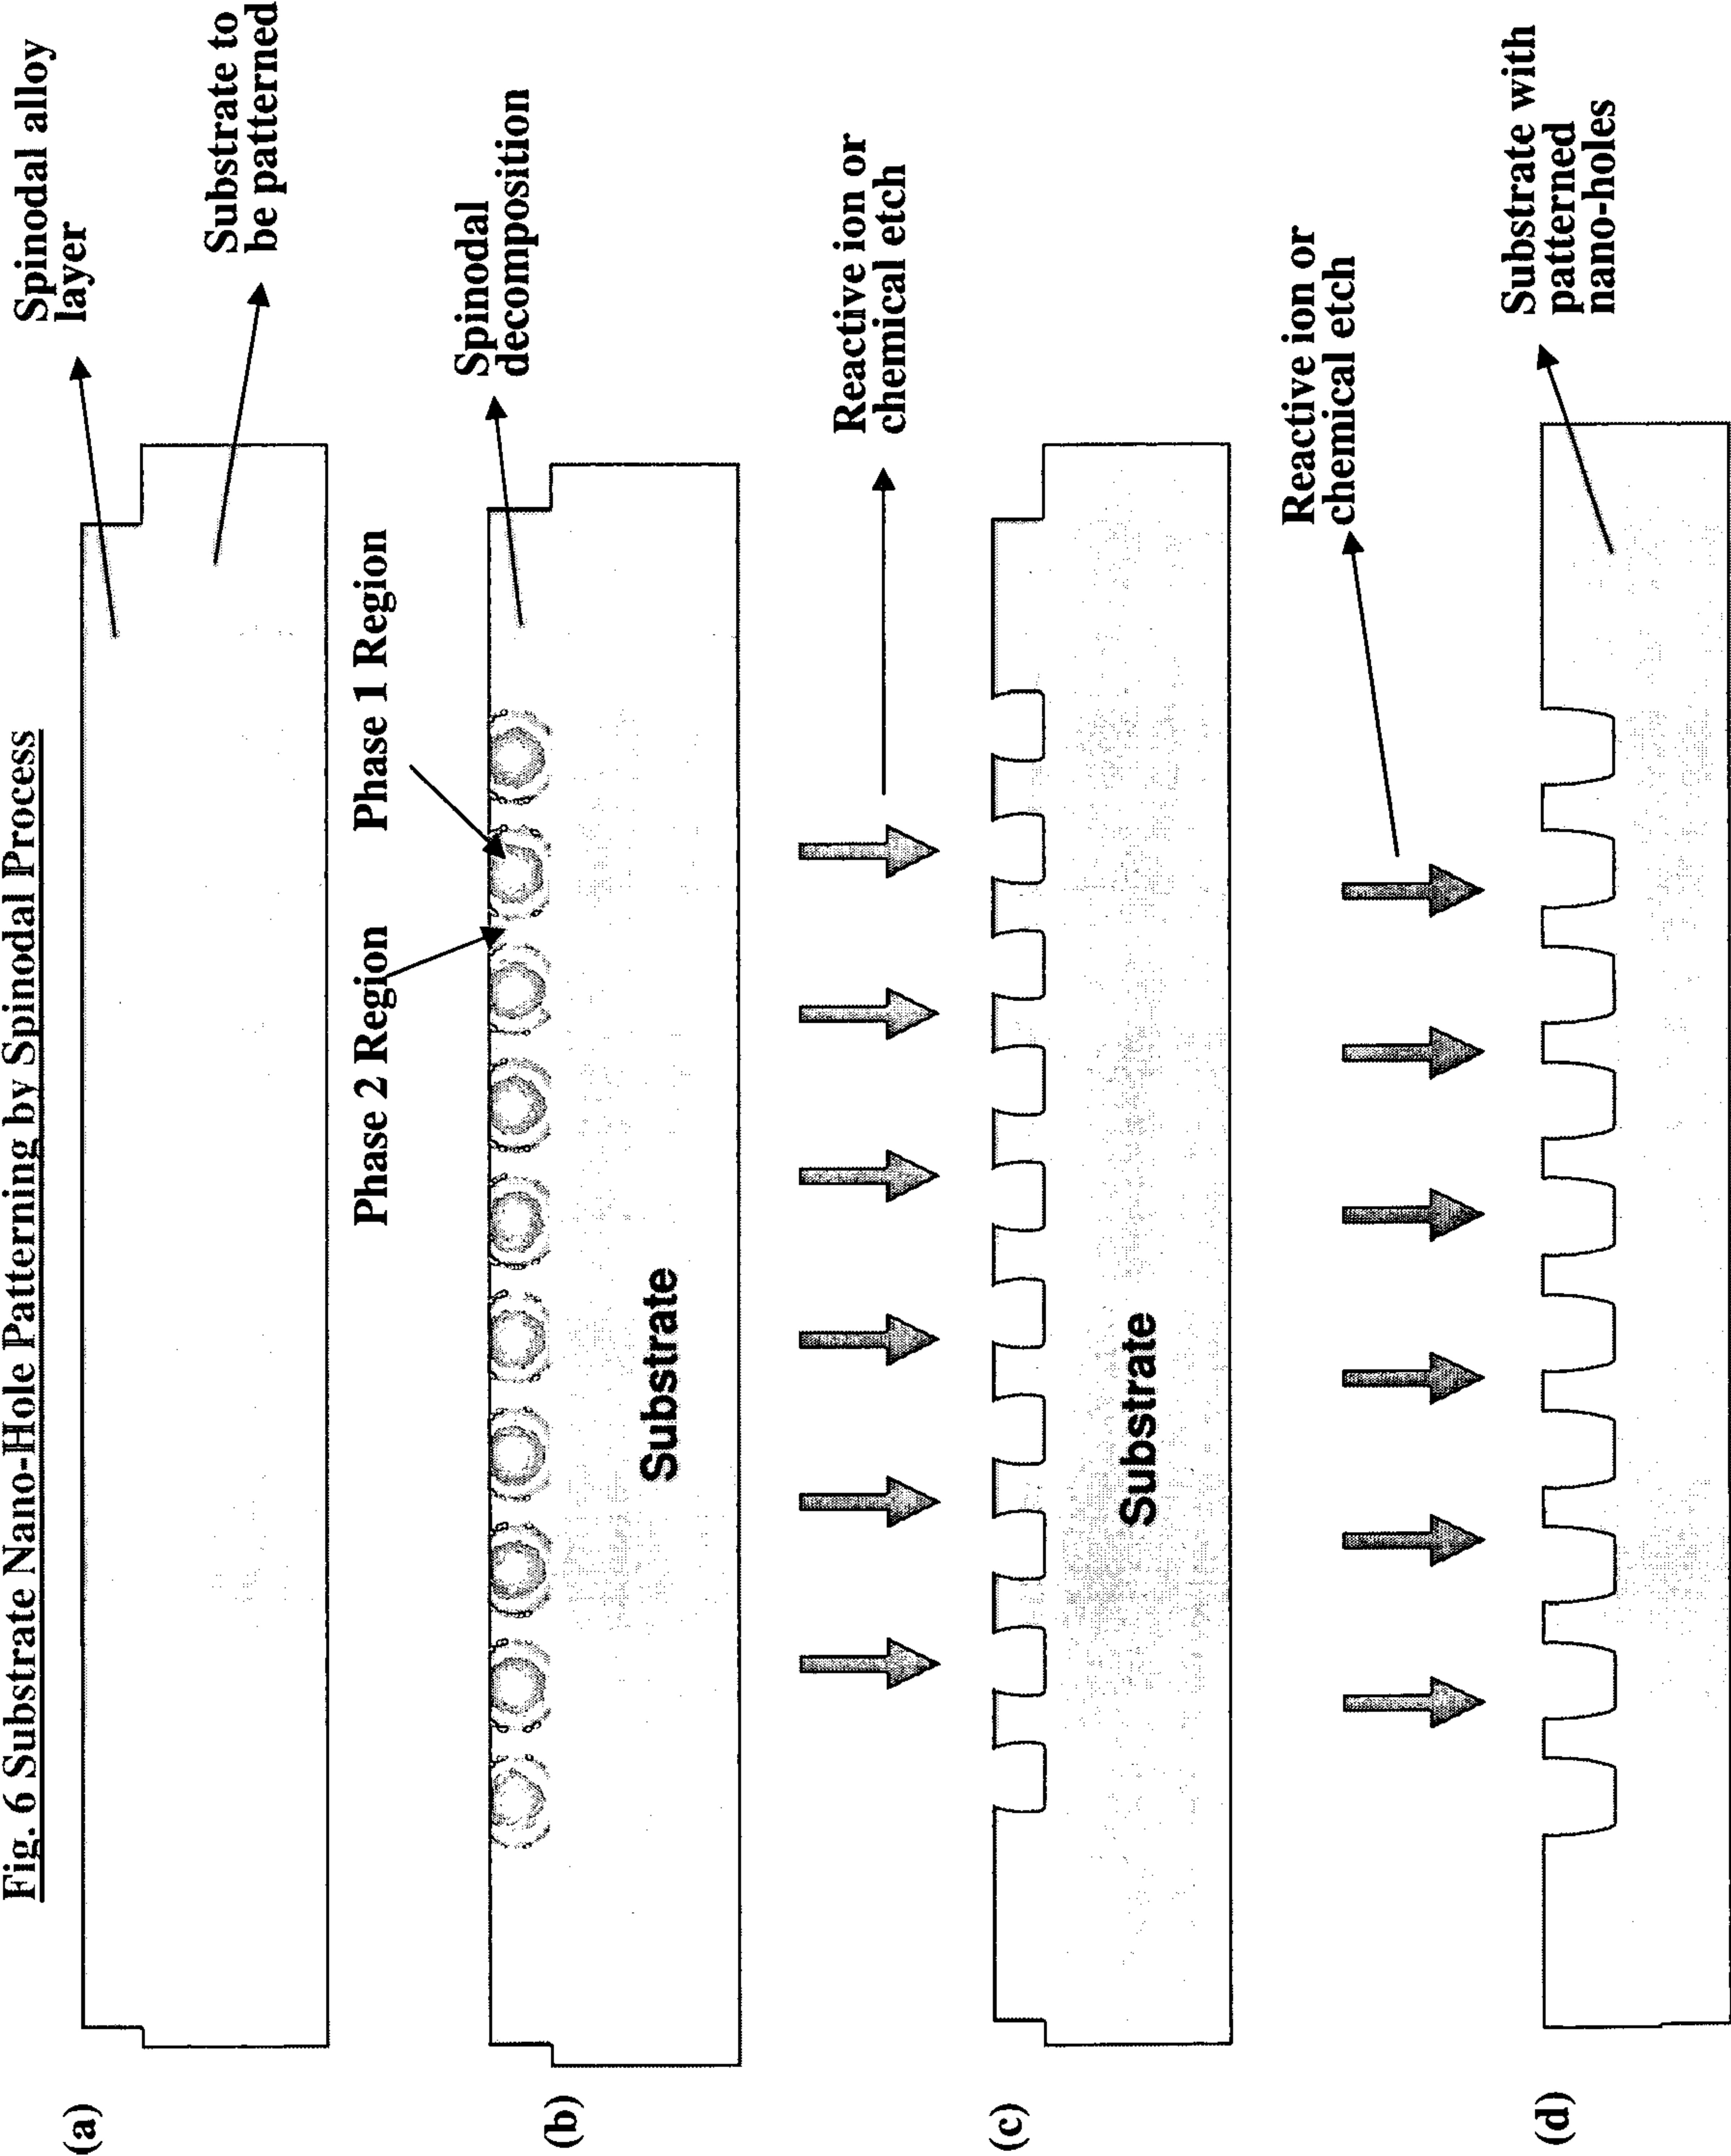 Fig. 6 Substrate Nano-Hole Patterning by Spinodal Process
(a)
Spinodal alloy
layer
Substrate to
be patterned
Phase 2 Region
Phase 1 Region
(b)
Spinodal
decomposition
Substrate
Reactive ion or
chemical etch
(c)
Substrate
Reactive ion or
chemical etch
(d)
Substrate with
patterned
nano-holes